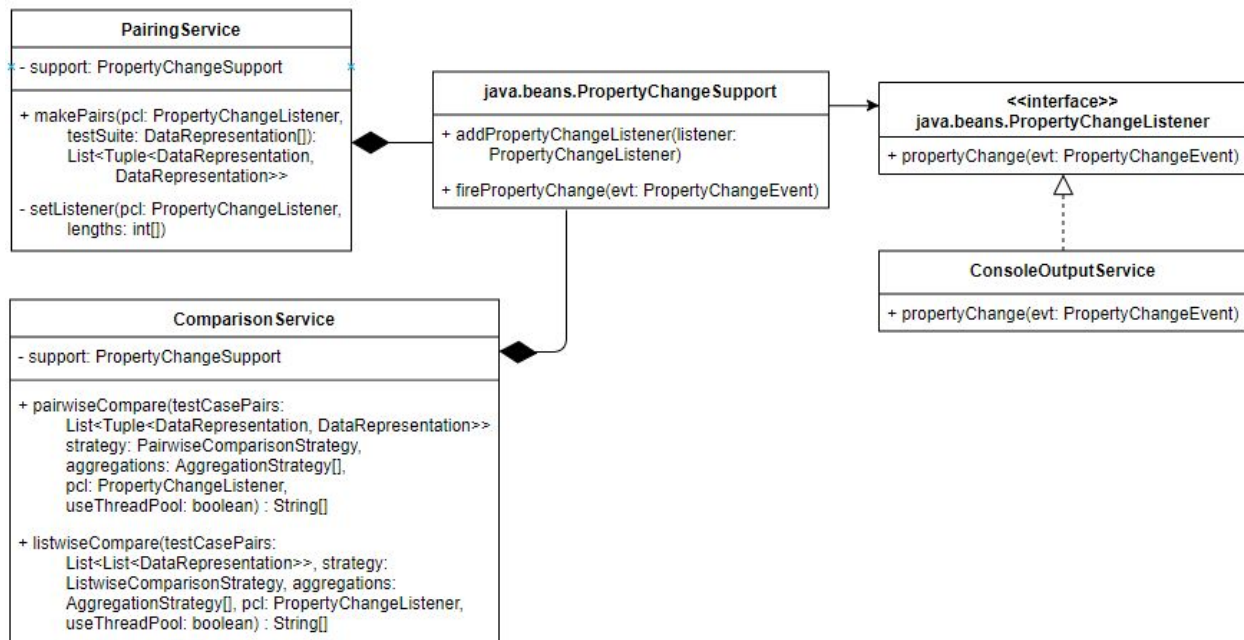 PairingService
- support: PropertyChangeSupport
+ makePairs(pcl: PropertyChangeListener,
testSuite: DataRepresentation[]):
List<Tuple<DataRepresentation,
DataRepresentation>>
- setListener(pcl: PropertyChangeListener,
lengths: int[])
java.beans.PropertyChangeSupport
+ addPropertyChangeListener(listener:
PropertyChangeListener)
+ firePropertyChange(evt: PropertyChangeEvent)
<<interface>>
java.beans.PropertyChangeListener
+ propertyChange(evt: PropertyChangeEvent)
ConsoleOutputService
+ propertyChange(evt: PropertyChangeEvent)
ComparisonService
- support: PropertyChangeSupport
+ pairwiseCompare(testCasePairs:
List<Tuple<DataRepresentation, DataRepresentation>>
strategy: PairwiseComparisonStrategy,
aggregations: AggregationStrategy[],
pcl: PropertyChangeListener,
useThreadPool: boolean) : String[]
+ listwiseCompare(testCasePairs:
List<List<DataRepresentation>>, strategy:
ListwiseComparisonStrategy, aggregations:
AggregationStrategy[], pcl: PropertyChangeListener,
useThreadPool: boolean) : String[]